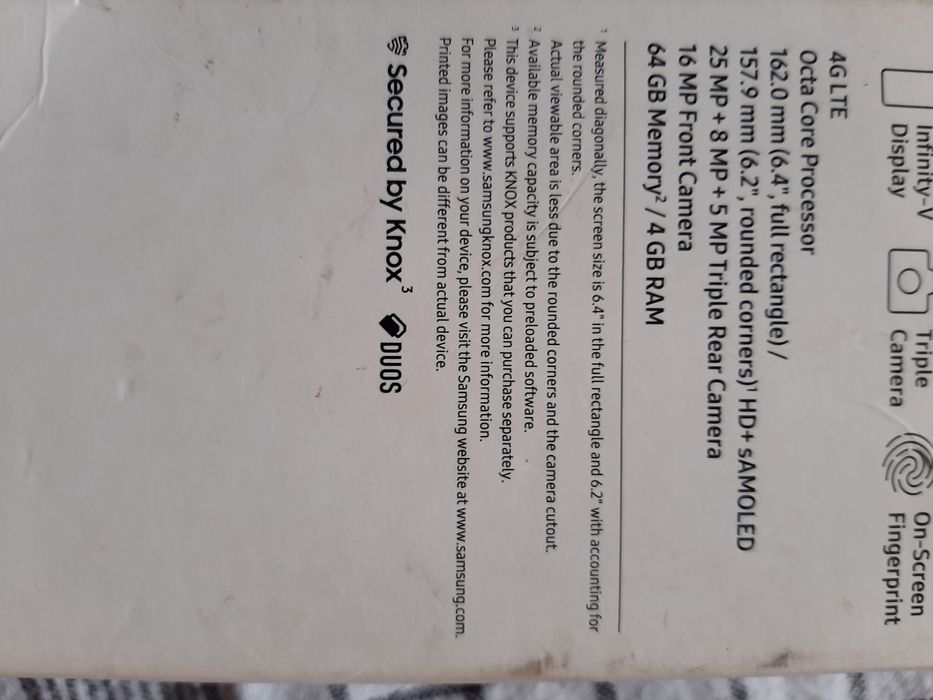 Infinity-V
Display
Triple
Camera
On-Screen
Fingerprint
4G LTE
Octa Core Processor
162.0 mm (6.4", full rectangle) /
157.9 mm (6.2", rounded corners)¹ HD+ sAMOLED
25 MP + 8 MP + 5 MP Triple Rear Camera
16 MP Front Camera
64 GB Memory² / 4 GB RAM
¹ Measured diagonally, the screen size is 6.4" in the full rectangle and 6.2" with accounting for
the rounded corners.
Actual viewable area is less due to the rounded corners and the camera cutout.
² Available memory capacity is subject to preloaded software.
³ This device supports KNOX products that you can purchase separately.
Please refer to www.samsungknox.com for more information.
For more information on your device, please visit the Samsung website at www.samsung.com.
Printed images can be different from actual device.
Secured by Knox³ DUOS